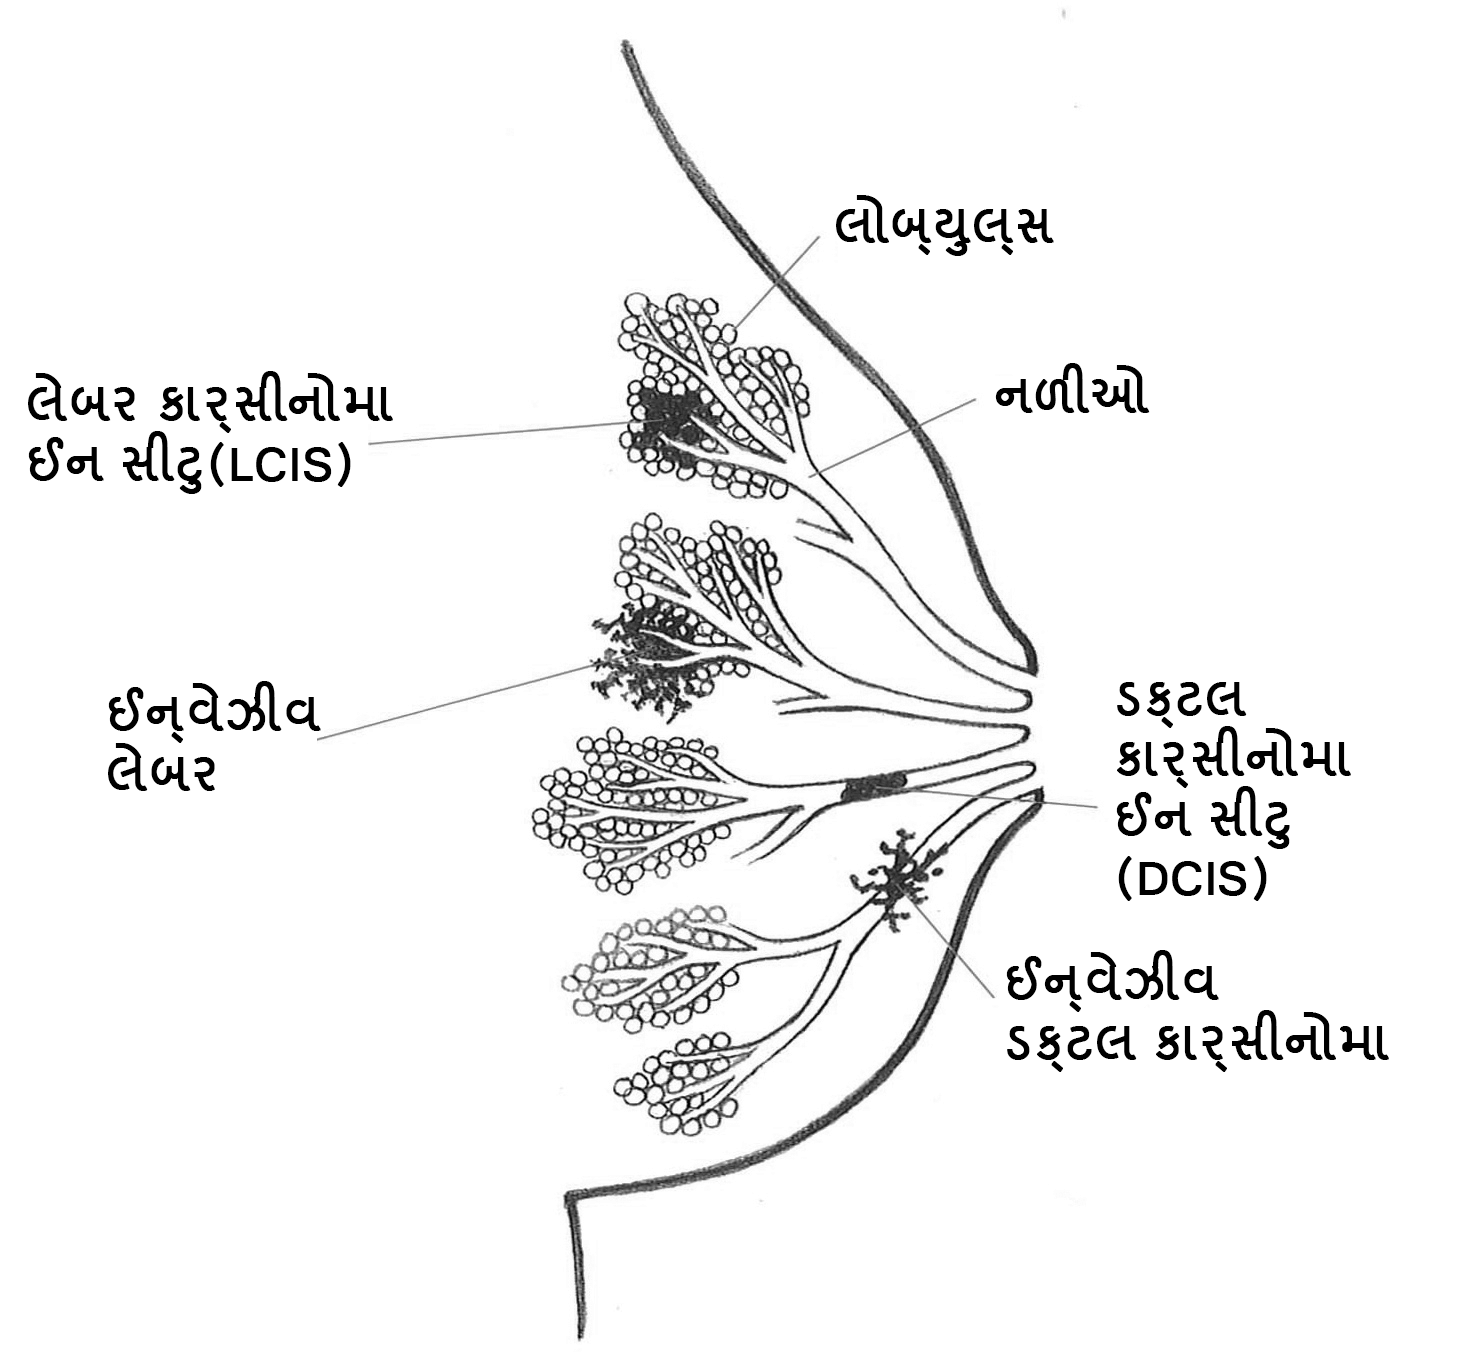 લોબ્‌યુલ્‌સ
નળીઓ
લેબર કાર્‌સીનોમા
ઈન સીટુ(LCIS)
ઈન્‌વેઝીવ
લેબર
ડક્‌ટલ
કાર્‌સીનોમા
ઈન સીટુ
(DCIS)
ઈન્‌વેઝીવ
ડક્‌ટલ કાર્‌સીનોમા